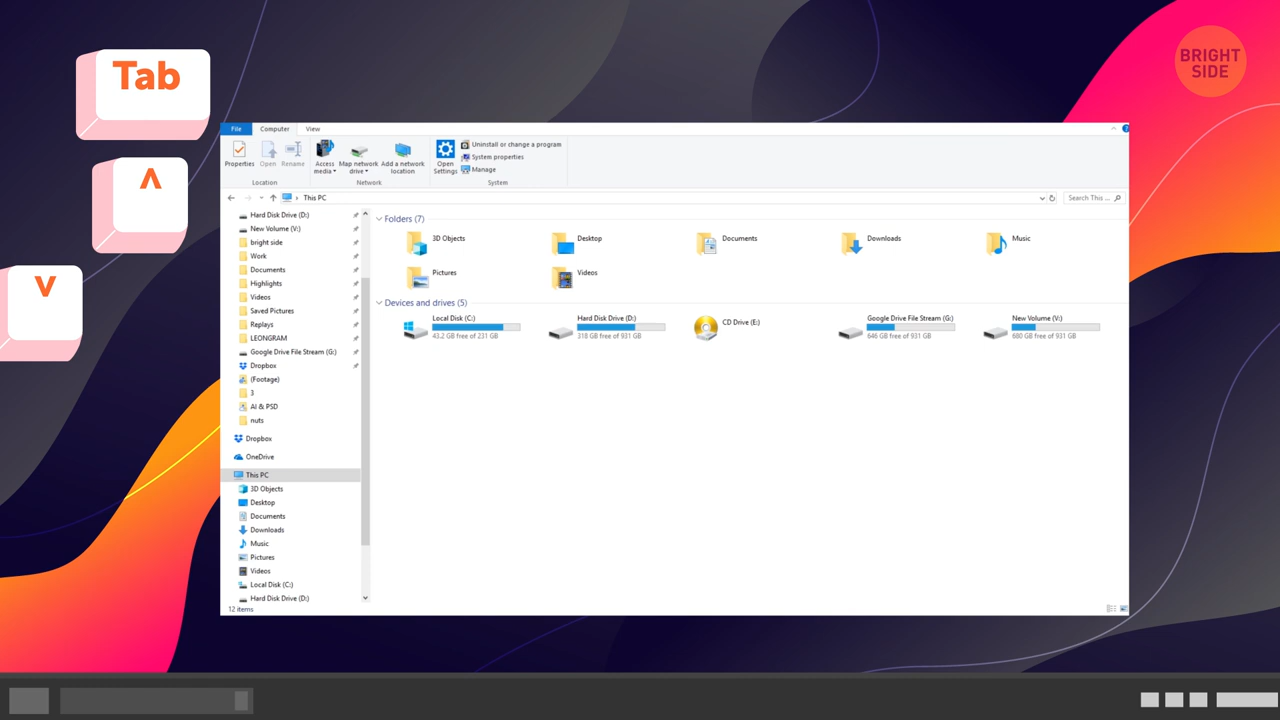 Tab
^
v
BRIGHT
SIDE
File Computer View
Properties Open Rename Access media Map network drive Add a network location Open Settings
Uninstall or change a program
System properties
Manage
Location Network System
This PC
Search This ...
Hard Disk Drive (D:)
New Volume (V:)
bright side
Work
Documents
Highlights
Videos
Saved Pictures
Replays
LEONGRAM
Google Drive File Stream (G:)
Dropbox
(Footage)
3
AI & PSD
nuts
Dropbox
OneDrive
This PC
3D Objects
Desktop
Documents
Downloads
Music
Pictures
Videos
Local Disk (C:)
Hard Disk Drive (D:)
12 items
Folders (7)
3D Objects Desktop Documents Downloads Music
Pictures Videos
Devices and drives (5)
Local Disk (C:) Hard Disk Drive (D:) CD Drive (E:) Google Drive File Stream (G:) New Volume (V:)
43.2 GB free of 231 GB 318 GB free of 931 GB 646 GB free of 931 GB 680 GB free of 931 GB